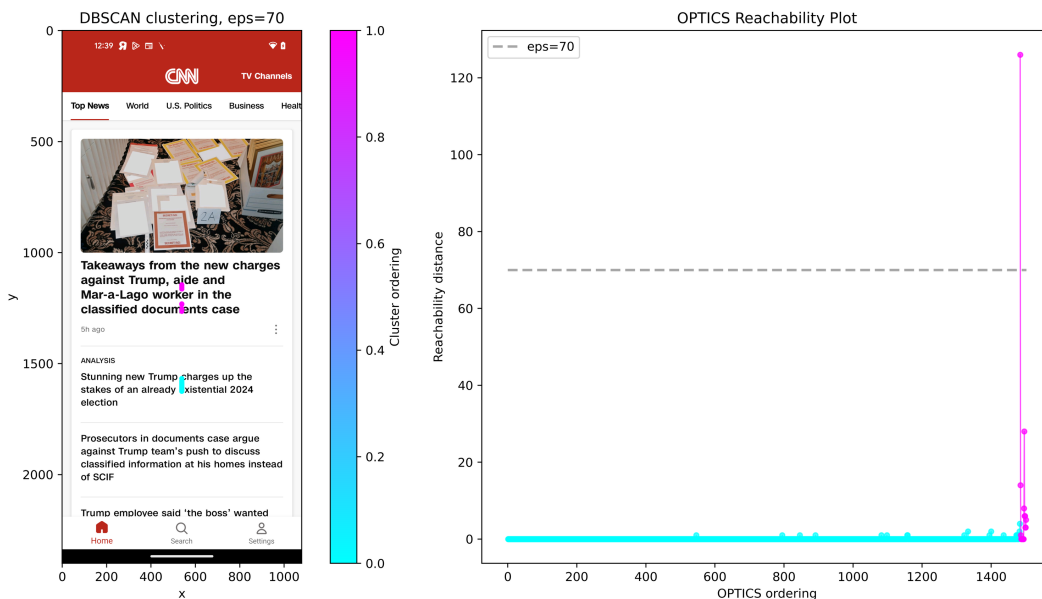 DBSCAN clustering, eps=70
12:39
CNN
TV Channels
Top News World U.S. Politics Business Healt
2A
Takeaways from the new charges
against Trump, aide and
Mar-a-Lago worker in the
classified documents case
5h ago
ANALYSIS
Stunning new Trump charges up the
stakes of an already existential 2024
election
Prosecutors in documents case argue
against Trump team's push to discuss
classified information at his homes instead
of SCIF
Trump employee said 'the boss' wanted
Home Search Settings
0
500
1000
1500
2000
y
0 200 400 600 800 1000
x
1.0
0.8
0.6
0.4
0.2
0.0
Cluster ordering
OPTICS Reachability Plot
eps=70
120
100
80
60
40
20
0
Reachability distance
0 200 400 600 800 1000 1200 1400
OPTICS ordering